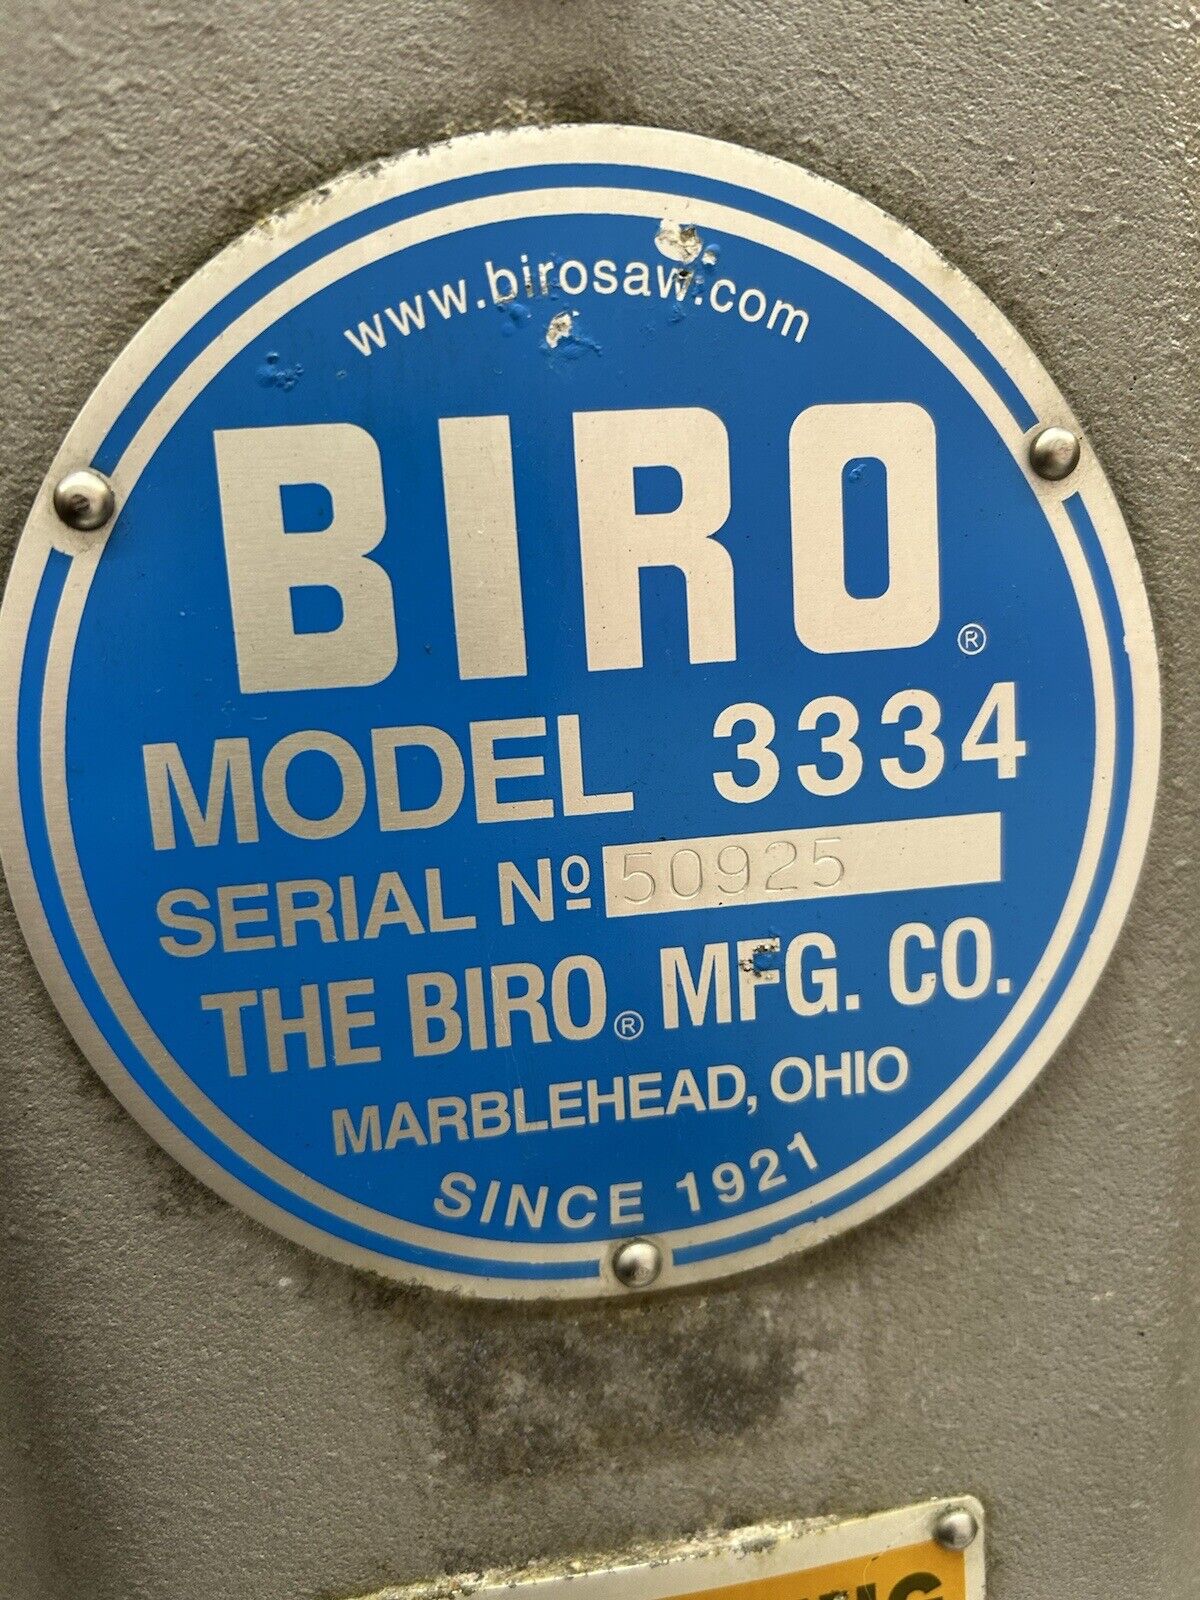 www.birosaw.com
BIRO®
MODEL 3334
SERIAL Nº 50925
THE BIRO® MFG. CO.
MARBLEHEAD, OHIO
SINCE 1921